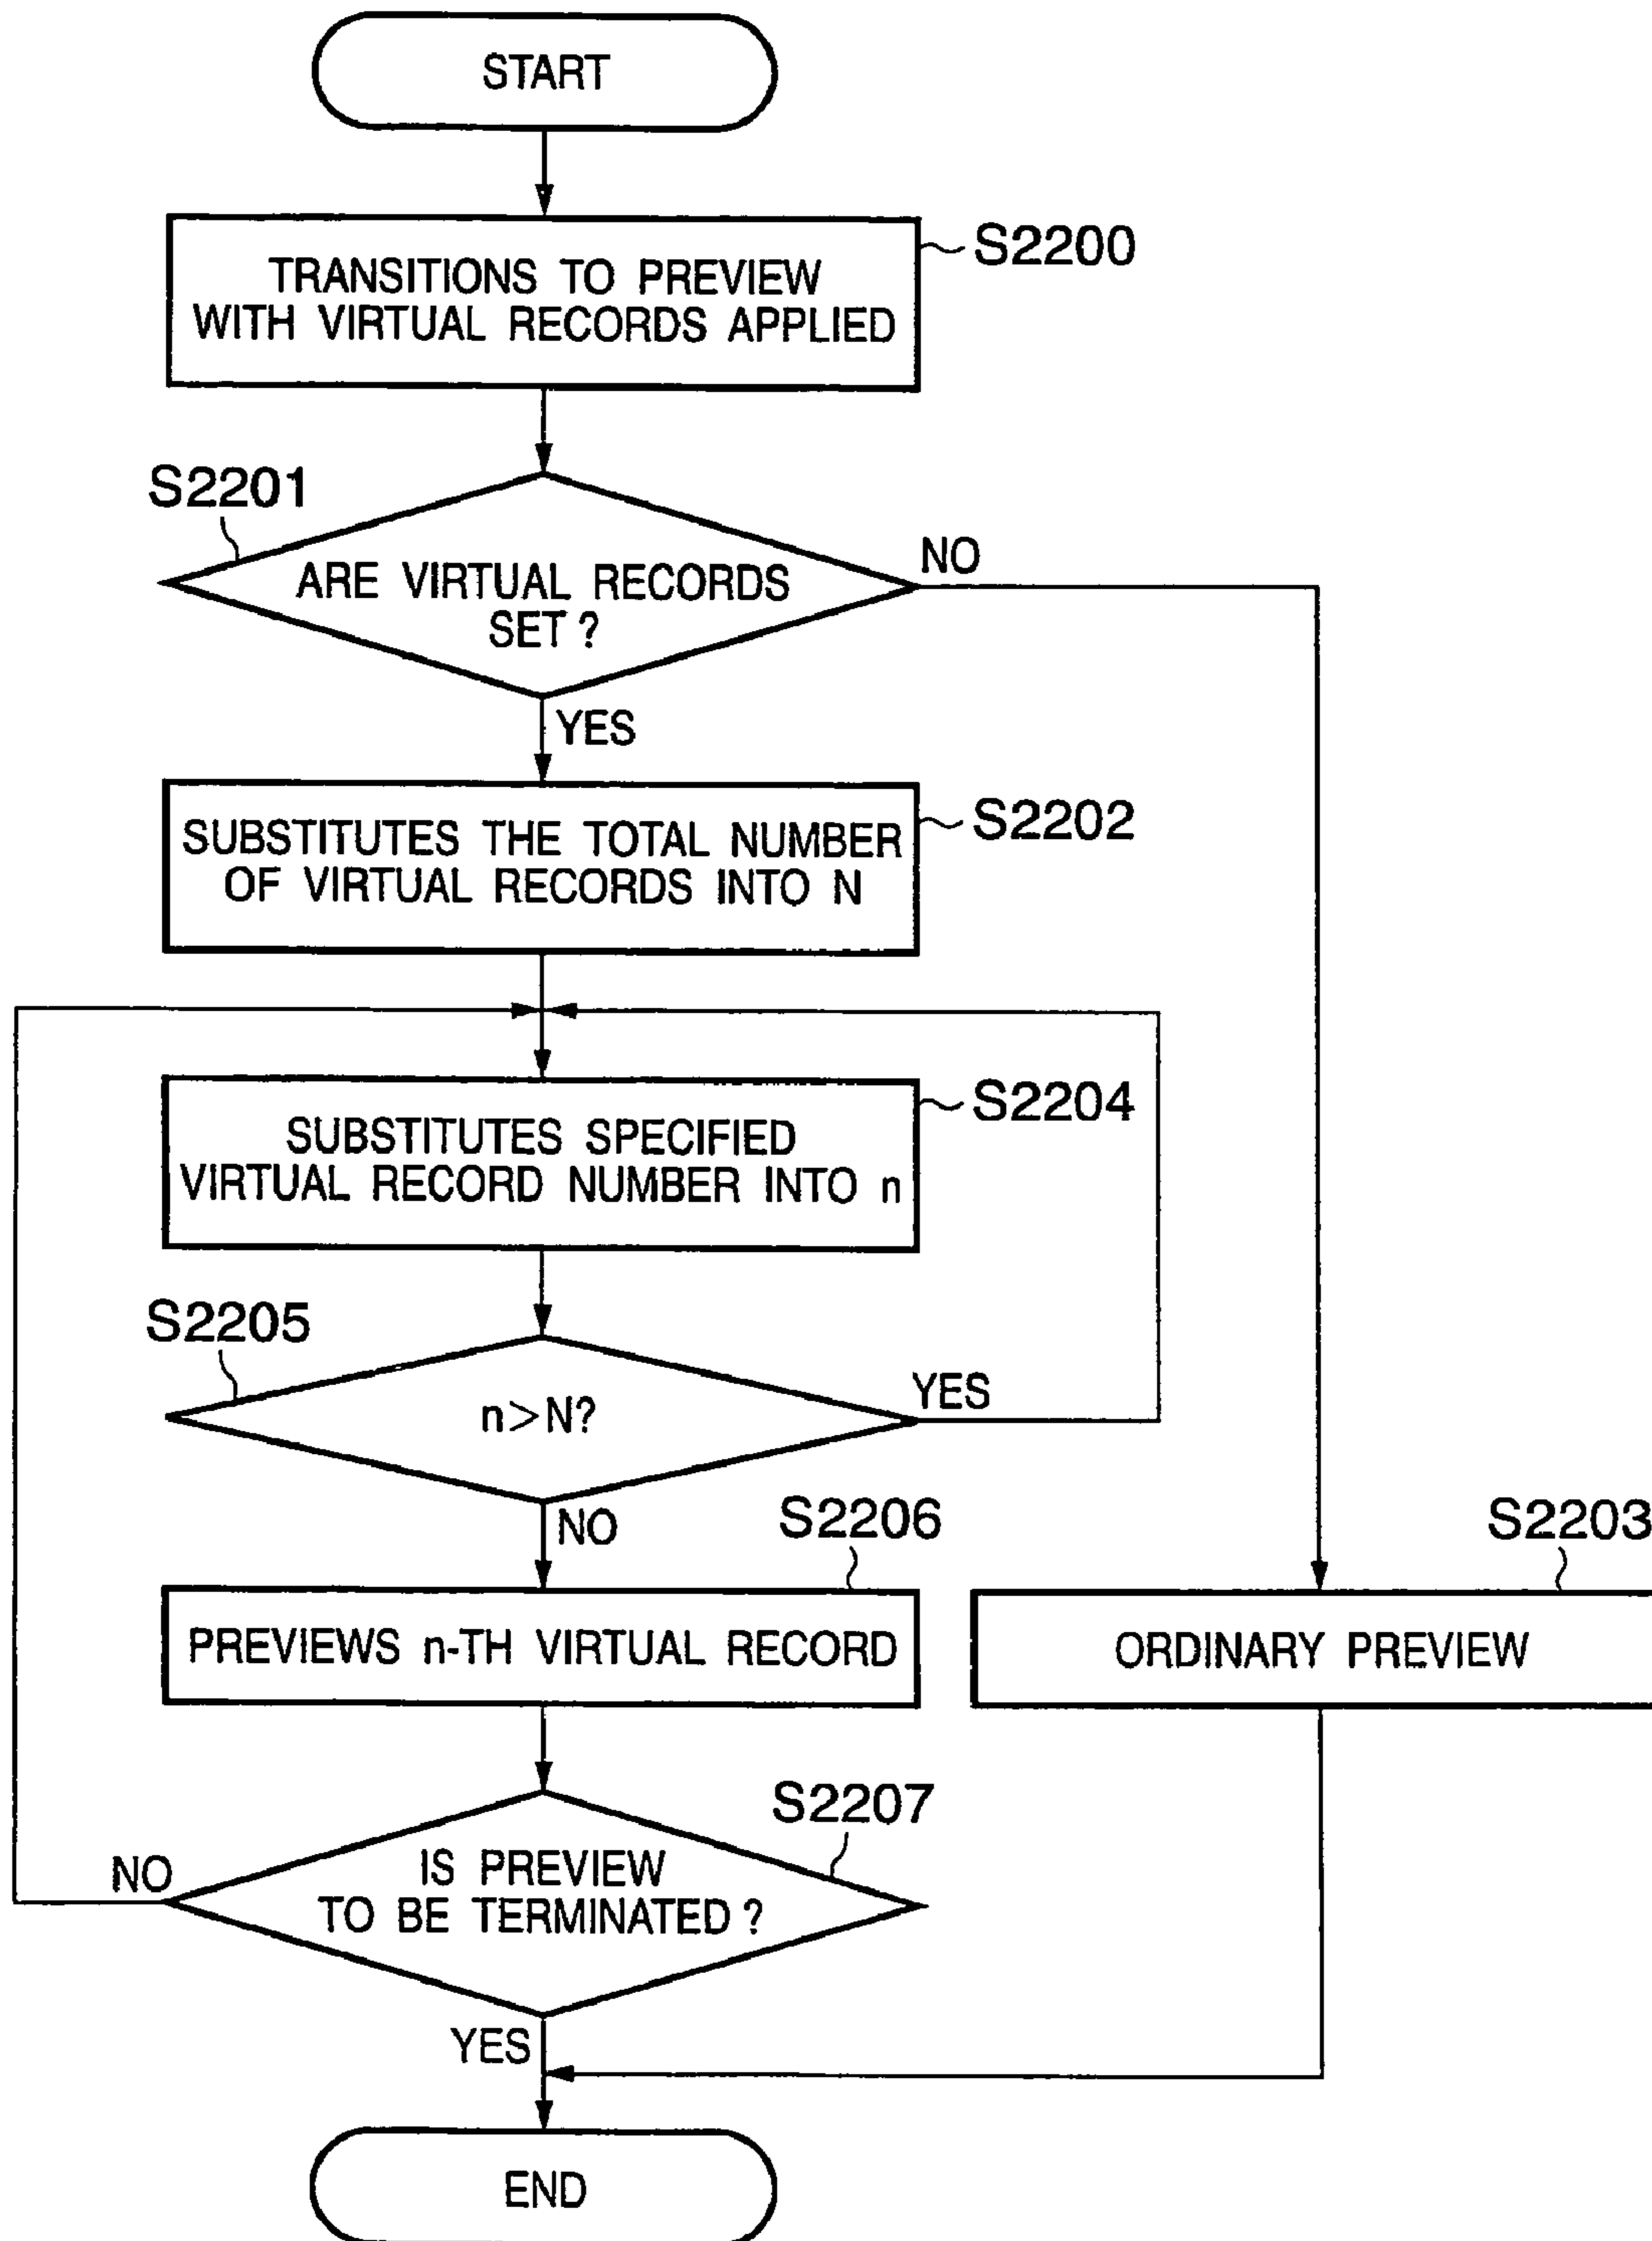 START
TRANSITIONS TO PREVIEW
WITH VIRTUAL RECORDS APPLIED
S2200
S2201
ARE VIRTUAL RECORDS
SET?
NO
YES
SUBSTITUTES THE TOTAL NUMBER
OF VIRTUAL RECORDS INTO N
S2202
SUBSTITUTES SPECIFIED
VIRTUAL RECORD NUMBER INTO n
S2204
S2205
n>N?
YES
NO
S2206
PREVIEWS n-TH VIRTUAL RECORD
S2203
ORDINARY PREVIEW
S2207
IS PREVIEW
TO BE TERMINATED?
NO
YES
END